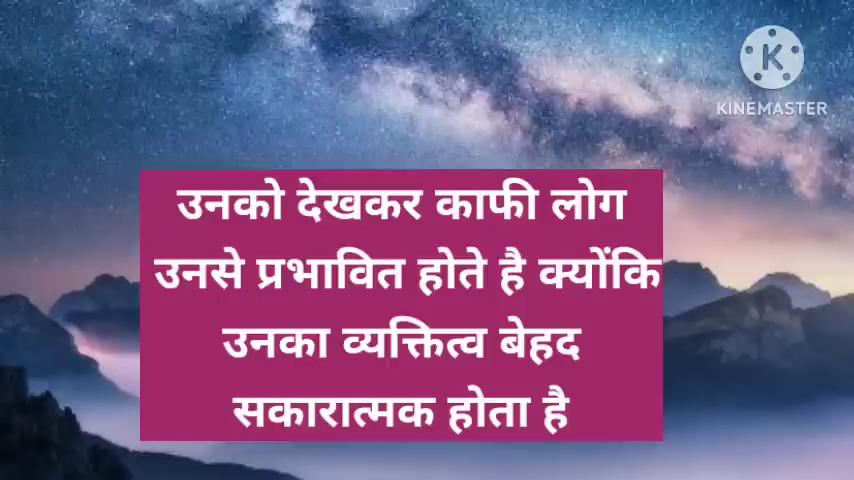 KINEMASTER
उनको देखकर काफी लोग
उनसे प्रभावित होते है क्योंकि
उनका व्यक्तित्व बेहद
सकारात्मक होता है